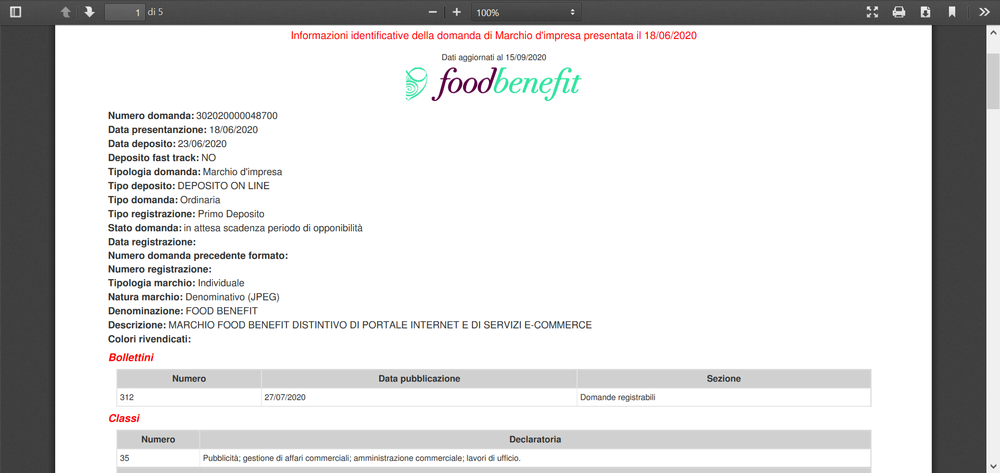 1 di 5
100%
Informazioni identificative della domanda di Marchio d'impresa presentata il 18/06/2020
Dati aggiornati al 15/09/2020
foodbenefit
Numero domanda: 302020000048700
Data presentanzione: 18/06/2020
Data deposito: 23/06/2020
Deposito fast track: NO
Tipologia domanda: Marchio d'impresa
Tipo deposito: DEPOSITO ON LINE
Tipo domanda: Ordinaria
Tipo registrazione: Primo Deposito
Stato domanda: in attesa scadenza periodo di opponibilità
Data registrazione:
Numero domanda precedente formato:
Numero registrazione:
Tipologia marchio: Individuale
Natura marchio: Denominativo (JPEG)
Denominazione: FOOD BENEFIT
Descrizione: MARCHIO FOOD BENEFIT DISTINTIVO DI PORTALE INTERNET E DI SERVIZI E-COMMERCE
Colori rivendicati:
Bollettini
Numero Data pubblicazione Sezione
312 27/07/2020 Domande registrabili
Classi
Numero Declaratoria
35 Pubblicità; gestione di affari commerciali; amministrazione commerciale; lavori di ufficio.